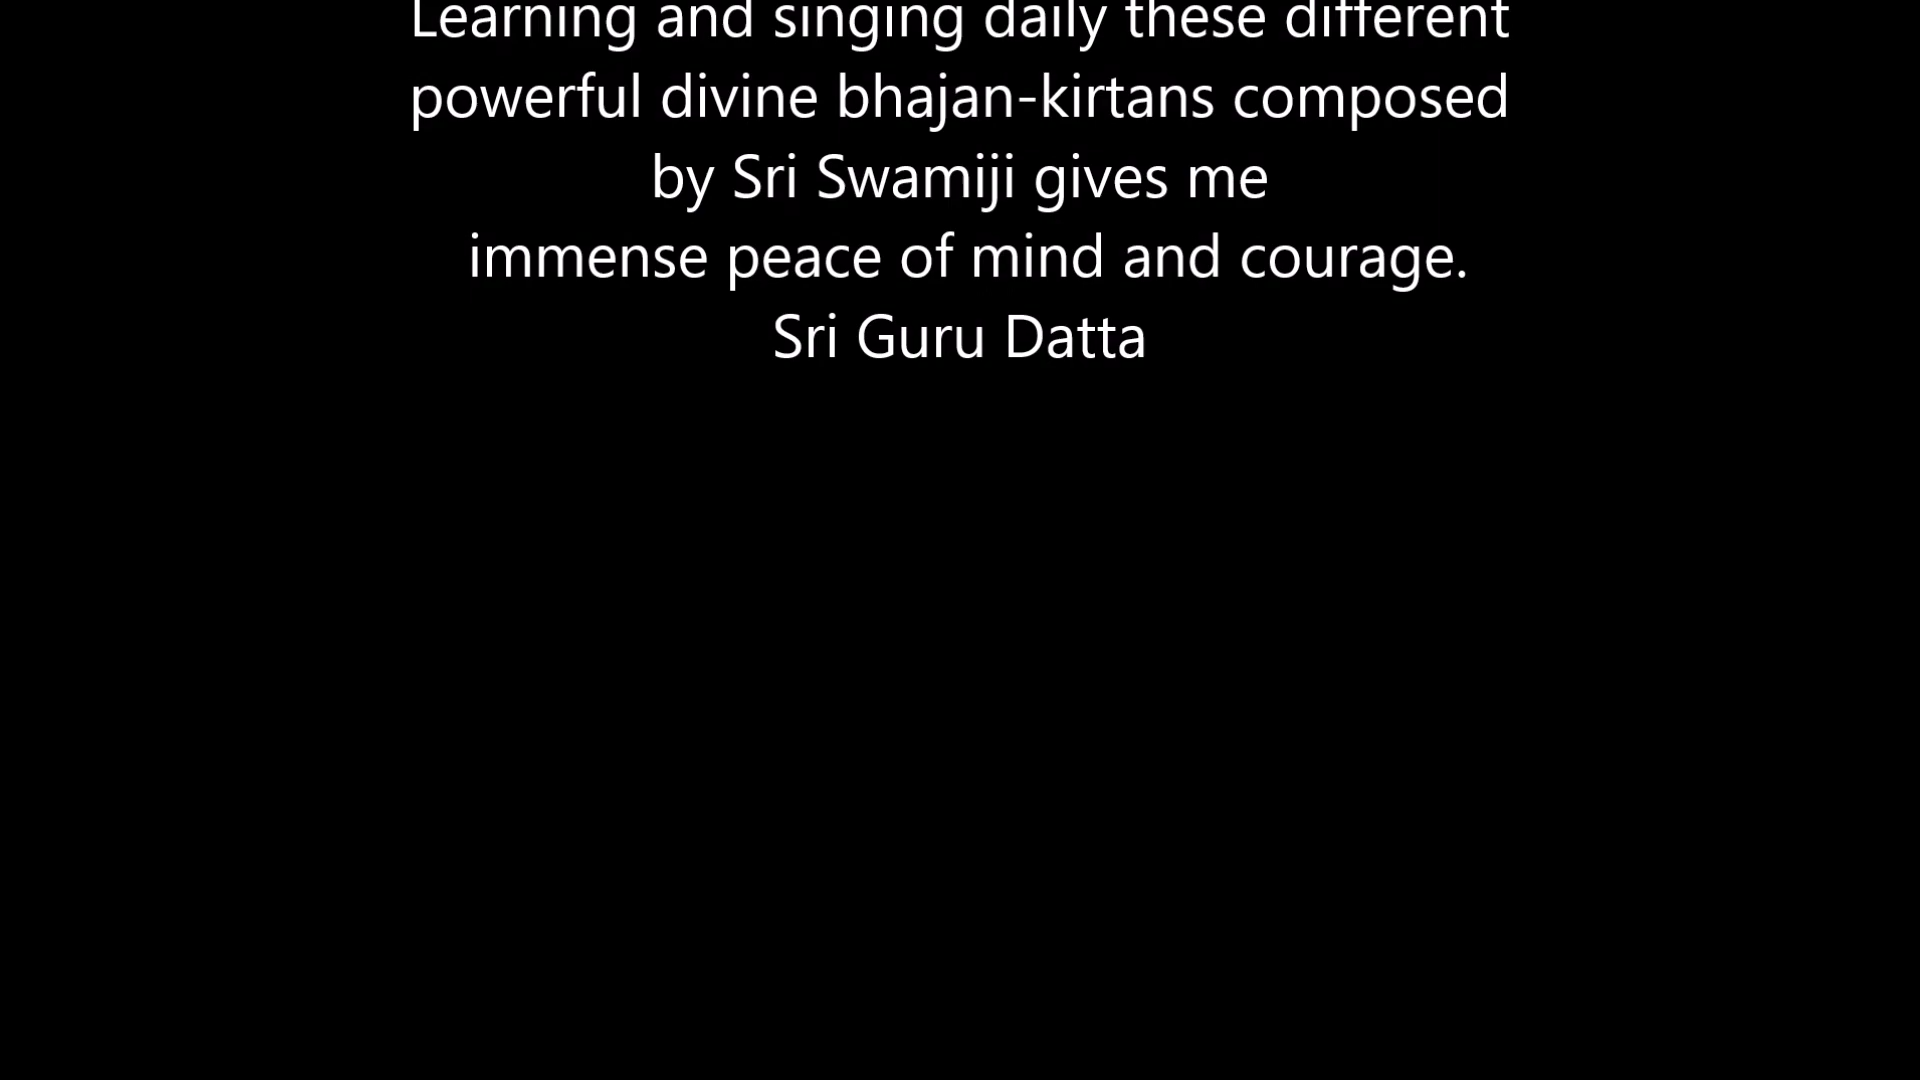 Learning and singing daily these different
powerful divine bhajan-kirtans composed
by Sri Swamiji gives me
immense peace of mind and courage.
Sri Guru Datta